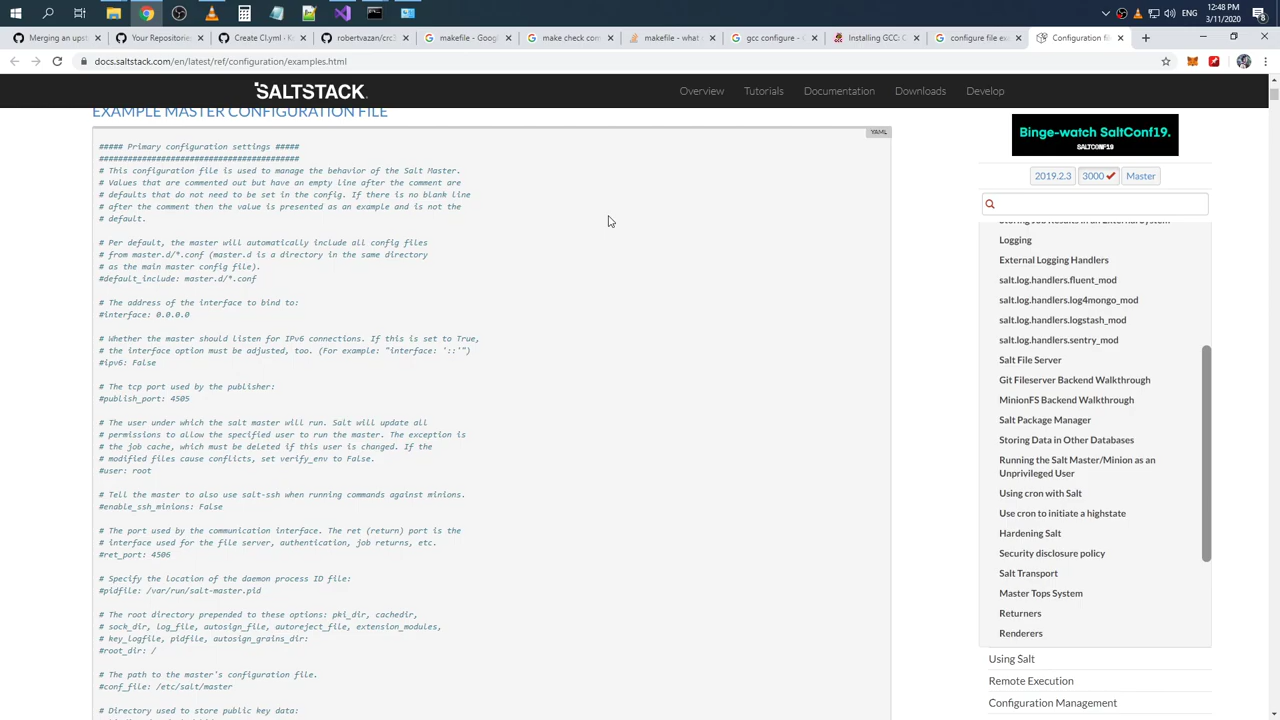 12:48 PM
ENG
3/11/2020
8
Merging an upst
Your Repositories
Create CI.yml · K
robertvazan/crc3
makefile - Goog
make check com
makefile - what
gcc configure - G
Installing GCC: C
configure file ex
Configuration fi
docs.saltstack.com/en/latest/ref/configuration/examples.html
SALTSTACK.
Overview
Tutorials
Documentation
Downloads
Develop
EXAMPLE MASTER CONFIGURATION FILE
YAML
##### Primary configuration settings #####
##########################################
# This configuration file is used to manage the behavior of the Salt Master.
# Values that are commented out but have an empty line after the comment are
# defaults that do not need to be set in the config. If there is no blank line
# after the comment then the value is presented as an example and is not the
# default.
# Per default, the master will automatically include all config files
# from master.d/*.conf (master.d is a directory in the same directory
# as the main master config file).
#default_include: master.d/*.conf
# The address of the interface to bind to:
#interface: 0.0.0.0
# Whether the master should listen for IPv6 connections. If this is set to True,
# the interface option must be adjusted, too. (For example: "interface: '::'")
#ipv6: False
# The tcp port used by the publisher:
#publish_port: 4505
# The user under which the salt master will run. Salt will update all
# permissions to allow the specified user to run the master. The exception is
# the job cache, which must be deleted if this user is changed. If the
# modified files cause conflicts, set verify_env to False.
#user: root
# Tell the master to also use salt-ssh when running commands against minions.
#enable_ssh_minions: False
# The port used by the communication interface. The ret (return) port is the
# interface used for the file server, authentication, job returns, etc.
#ret_port: 4506
# Specify the location of the daemon process ID file:
#pidfile: /var/run/salt-master.pid
# The root directory prepended to these options: pki_dir, cachedir,
# sock_dir, log_file, autosign_file, autoreject_file, extension_modules,
# key_logfile, pidfile, autosign_grains_dir:
#root_dir: /
# The path to the master's configuration file.
#conf_file: /etc/salt/master
# Directory used to store public key data:
Binge-watch SaltConf19.
SALTCONF19
2019.2.3
3000
Master
Storing Job Results in an External System
Logging
External Logging Handlers
salt.log.handlers.fluent_mod
salt.log.handlers.log4mongo_mod
salt.log.handlers.logstash_mod
salt.log.handlers.sentry_mod
Salt File Server
Git Fileserver Backend Walkthrough
MinionFS Backend Walkthrough
Salt Package Manager
Storing Data in Other Databases
Running the Salt Master/Minion as an
Unprivileged User
Using cron with Salt
Use cron to initiate a highstate
Hardening Salt
Security disclosure policy
Salt Transport
Master Tops System
Returners
Renderers
Using Salt
Remote Execution
Configuration Management